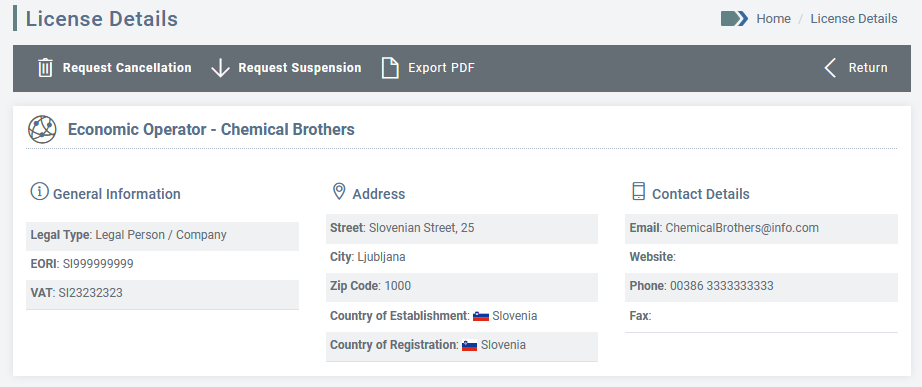 License Details
Home / License Details
Request Cancellation Request Suspension Export PDF Return
Economic Operator - Chemical Brothers
General Information
Legal Type: Legal Person / Company
EORI: SI999999999
VAT: SI23232323
Address
Street: Slovenian Street, 25
City: Ljubljana
Zip Code: 1000
Country of Establishment: Slovenia
Country of Registration: Slovenia
Contact Details
Email: ChemicalBrothers@info.com
Website:
Phone: 00386 3333333333
Fax: